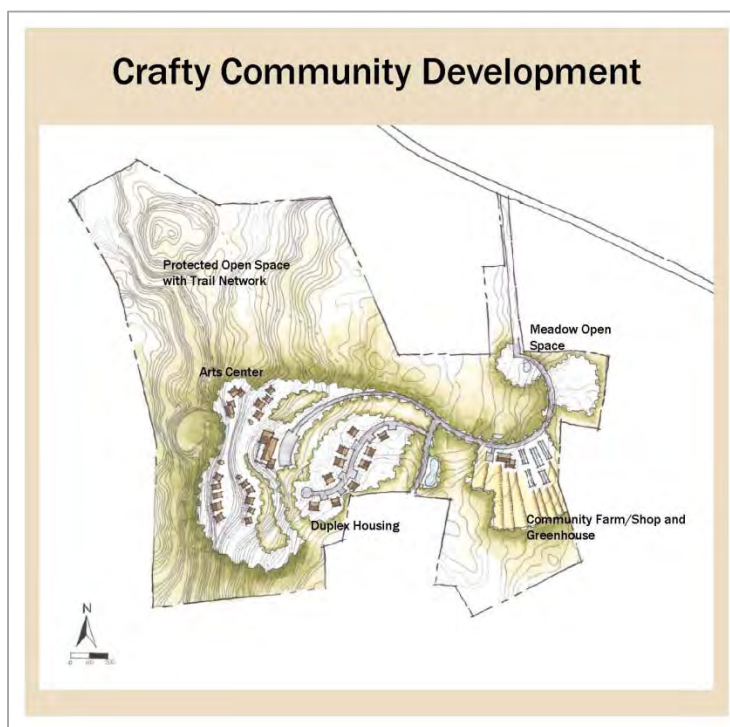 Crafty Community Development
Protected Open Space
with Trail Network
Meadow Open
Space
Arts Center
Duplex Housing
Community Farm/Shop and
Greenhouse
N
0